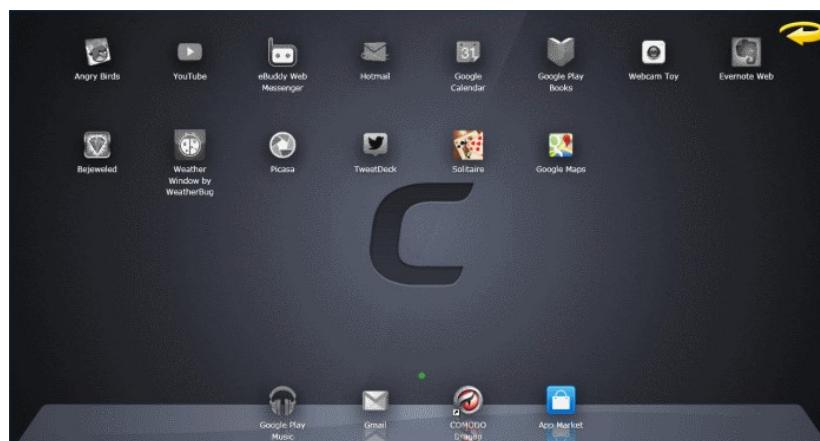 Angry Birds
YouTube
eBuddy Web
Messenger
Hotmail
31
Google
Calendar
Google Play
Books
Webcam Toy
Evernote Web
Bejeweled
Weather
Window by
WeatherBug
Picasa
TweetDeck
Solitaire
Google Maps
C
Google Play
Music
Gmail
COMODO
Dragon
App Market